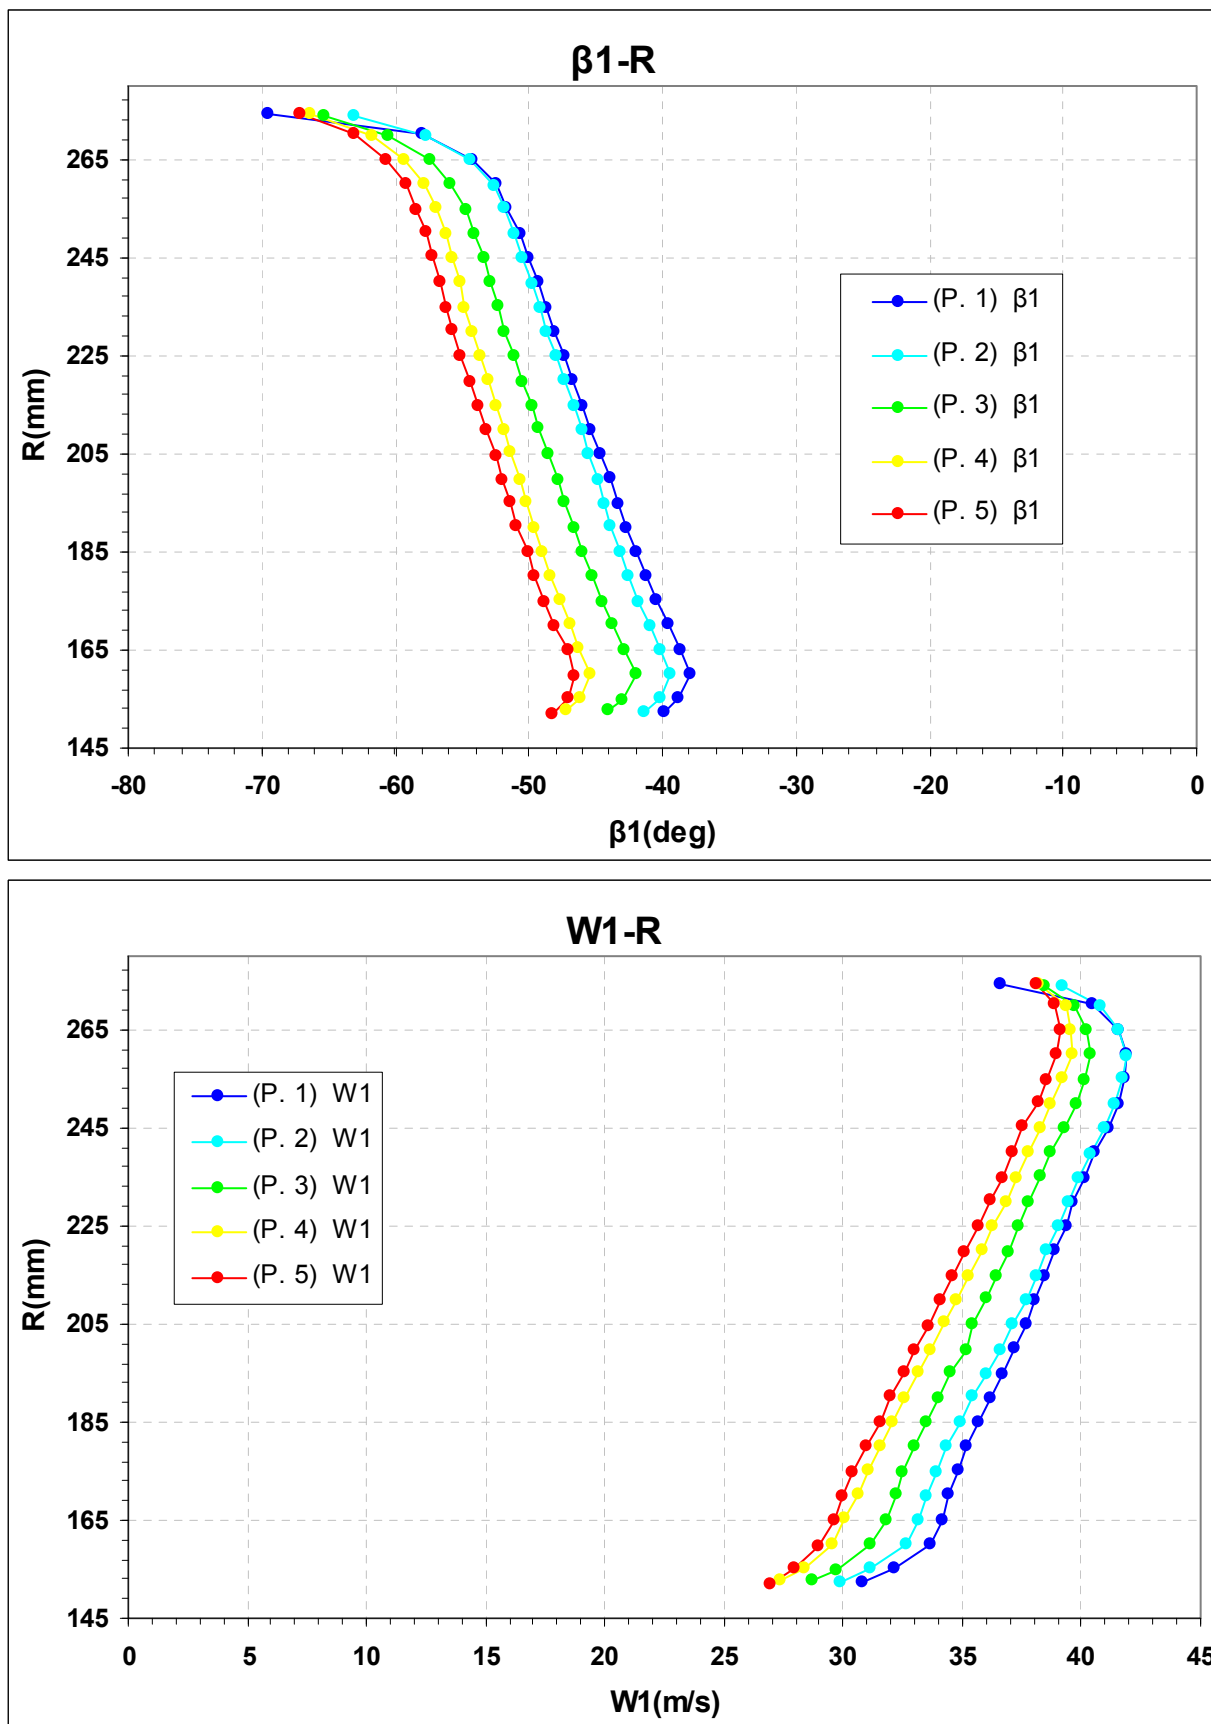 β1-R
265
245
225
205
185
165
145
R(mm)
-80 -70 -60 -50 -40 -30 -20 -10 0
β1(deg)
(P. 1) β1
(P. 2) β1
(P. 3) β1
(P. 4) β1
(P. 5) β1
W1-R
265
245
225
205
185
165
145
R(mm)
0 5 10 15 20 25 30 35 40 45
W1(m/s)
(P. 1) W1
(P. 2) W1
(P. 3) W1
(P. 4) W1
(P. 5) W1